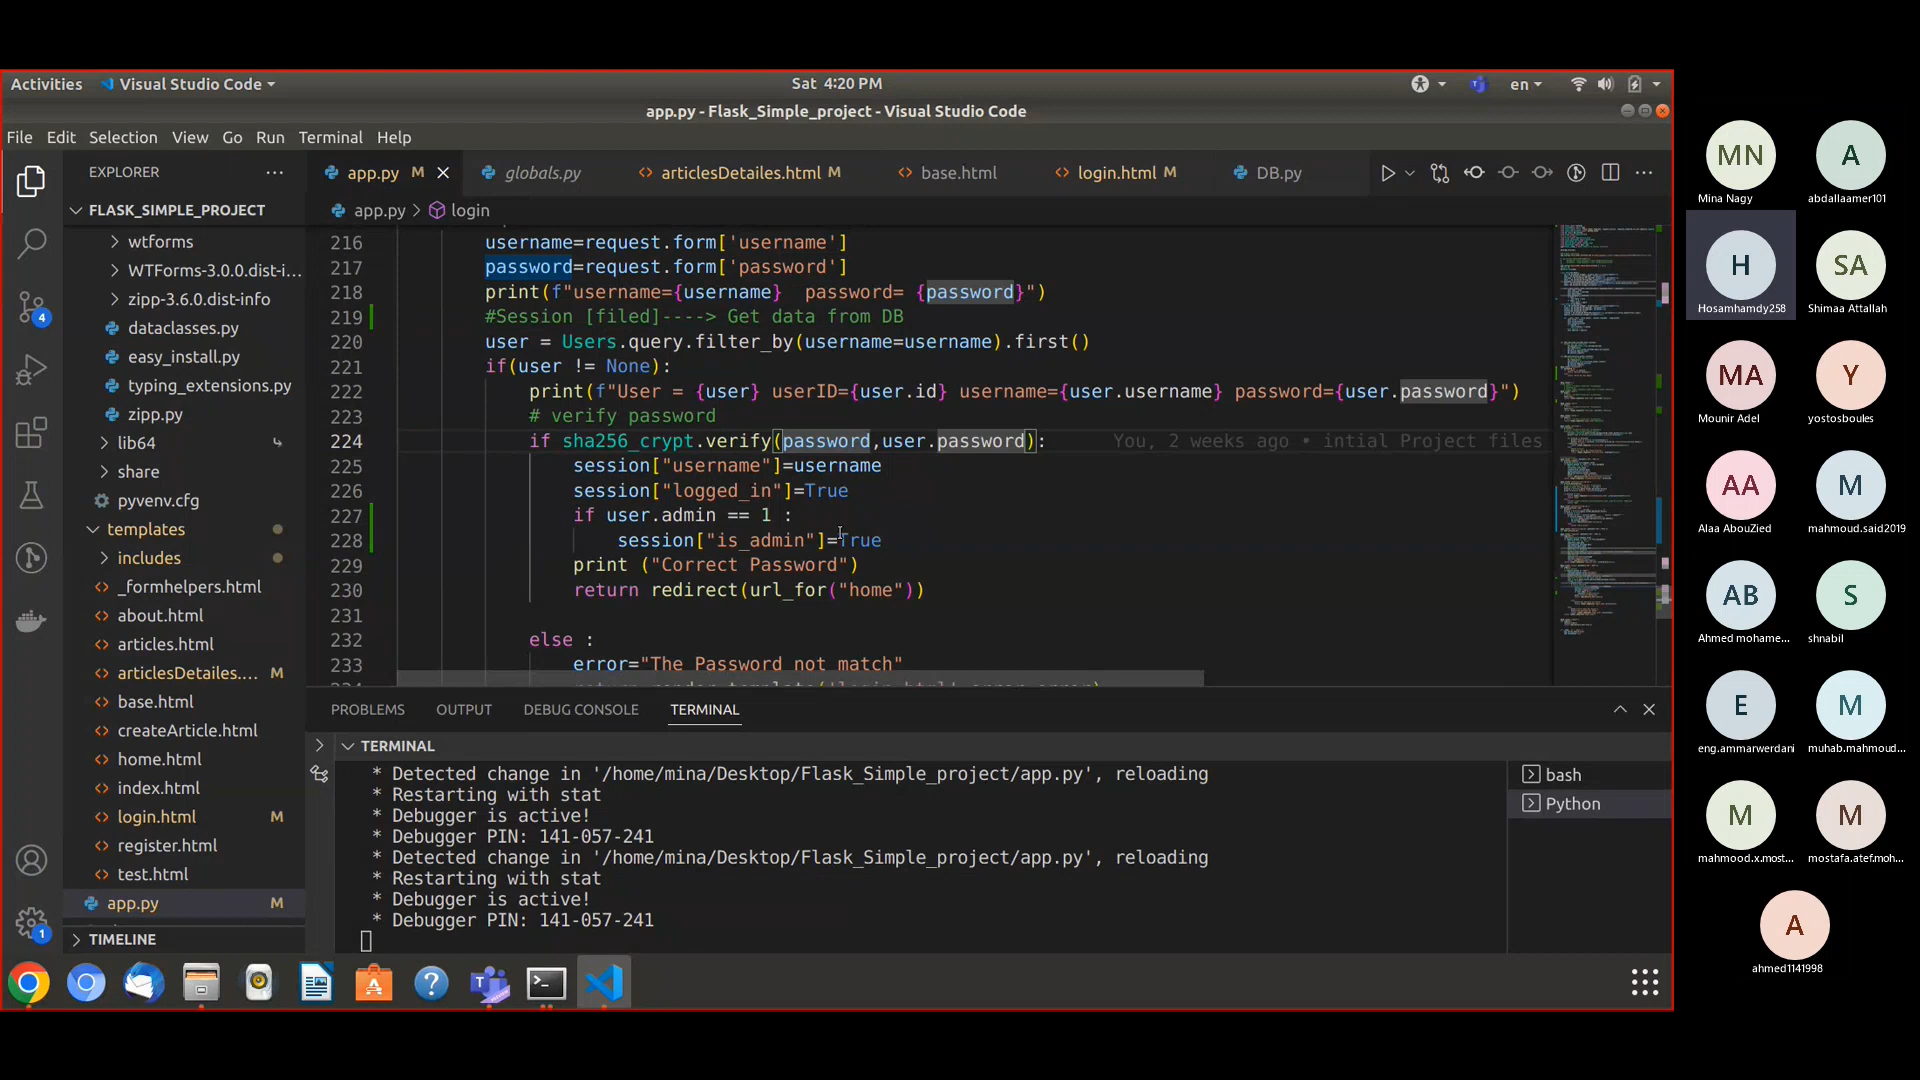 Activities Visual Studio Code Sat 4:20 PM en
app.py - Flask_Simple_project - Visual Studio Code
File Edit Selection View Go Run Terminal Help
EXPLORER ···
app.py M globals.py articlesDetailes.html M base.html login.html M DB.py
FLASK_SIMPLE_PROJECT
app.py > login
wtforms
WTForms-3.0.0.dist-i...
zipp-3.6.0.dist-info
dataclasses.py
easy_install.py
typing_extensions.py
zipp.py
lib64
share
pyvenv.cfg
templates
includes
_formhelpers.html
about.html
articles.html
articlesDetailes.... M
base.html
createArticle.html
home.html
index.html
login.html M
register.html
test.html
app.py M
TIMELINE
4
1
216 username=request.form['username']
217 password=request.form['password']
218 print(f"username={username}  password= {password}")
219 #Session [filed]----> Get data from DB
220 user = Users.query.filter_by(username=username).first()
221 if(user != None):
222 print(f"User = {user} userID={user.id} username={user.username} password={user.password}")
223 # verify password
224 if sha256_crypt.verify(password,user.password): You, 2 weeks ago • intial Project files
225 session["username"]=username
226 session["logged_in"]=True
227 if user.admin == 1 :
228 session["is_admin"]=True
229 print ("Correct Password")
230 return redirect(url_for("home"))
231
232 else :
233 error="The Password not match"
PROBLEMS OUTPUT DEBUG CONSOLE TERMINAL
TERMINAL
* Detected change in '/home/mina/Desktop/Flask_Simple_project/app.py', reloading
* Restarting with stat
* Debugger is active!
* Debugger PIN: 141-057-241
* Detected change in '/home/mina/Desktop/Flask_Simple_project/app.py', reloading
* Restarting with stat
* Debugger is active!
* Debugger PIN: 141-057-241
bash
Python
MN A
Mina Nagy abdallaamer101
H SA
Hosamhamdy258 Shimaa Attallah
MA Y
Mounir Adel yostosboules
AA M
Alaa AbouZied mahmoud.said2019
AB S
Ahmed mohame... shnabil
E M
eng.ammarwerdani muhab.mahmoud...
M M
mahmood.x.most... mostafa.atef.moh...
A
ahmed1141998